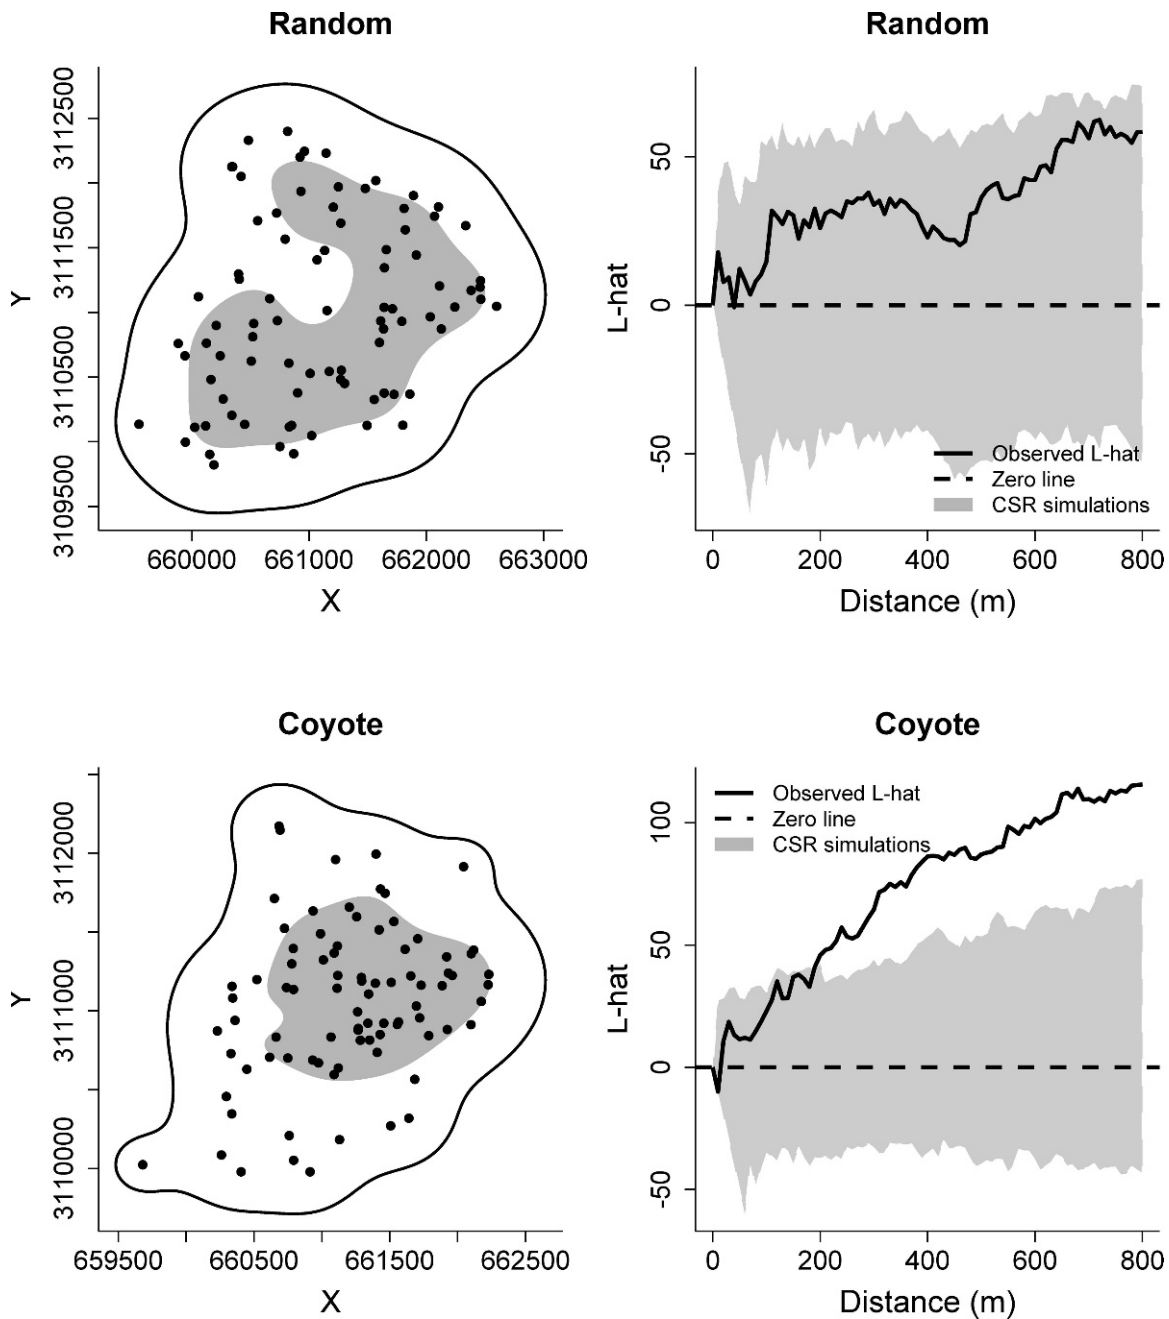 Random
Random
3112500
3111500
3110500
3109500
Y
660000 661000 662000 663000
X
50
0
-50
L-hat
Observed L-hat
Zero line
CSR simulations
0 200 400 600 800
Distance (m)
Coyote
Coyote
3112000
3111000
3110000
Y
659500 660500 661500 662500
X
100
50
0
-50
L-hat
Observed L-hat
Zero line
CSR simulations
0 200 400 600 800
Distance (m)